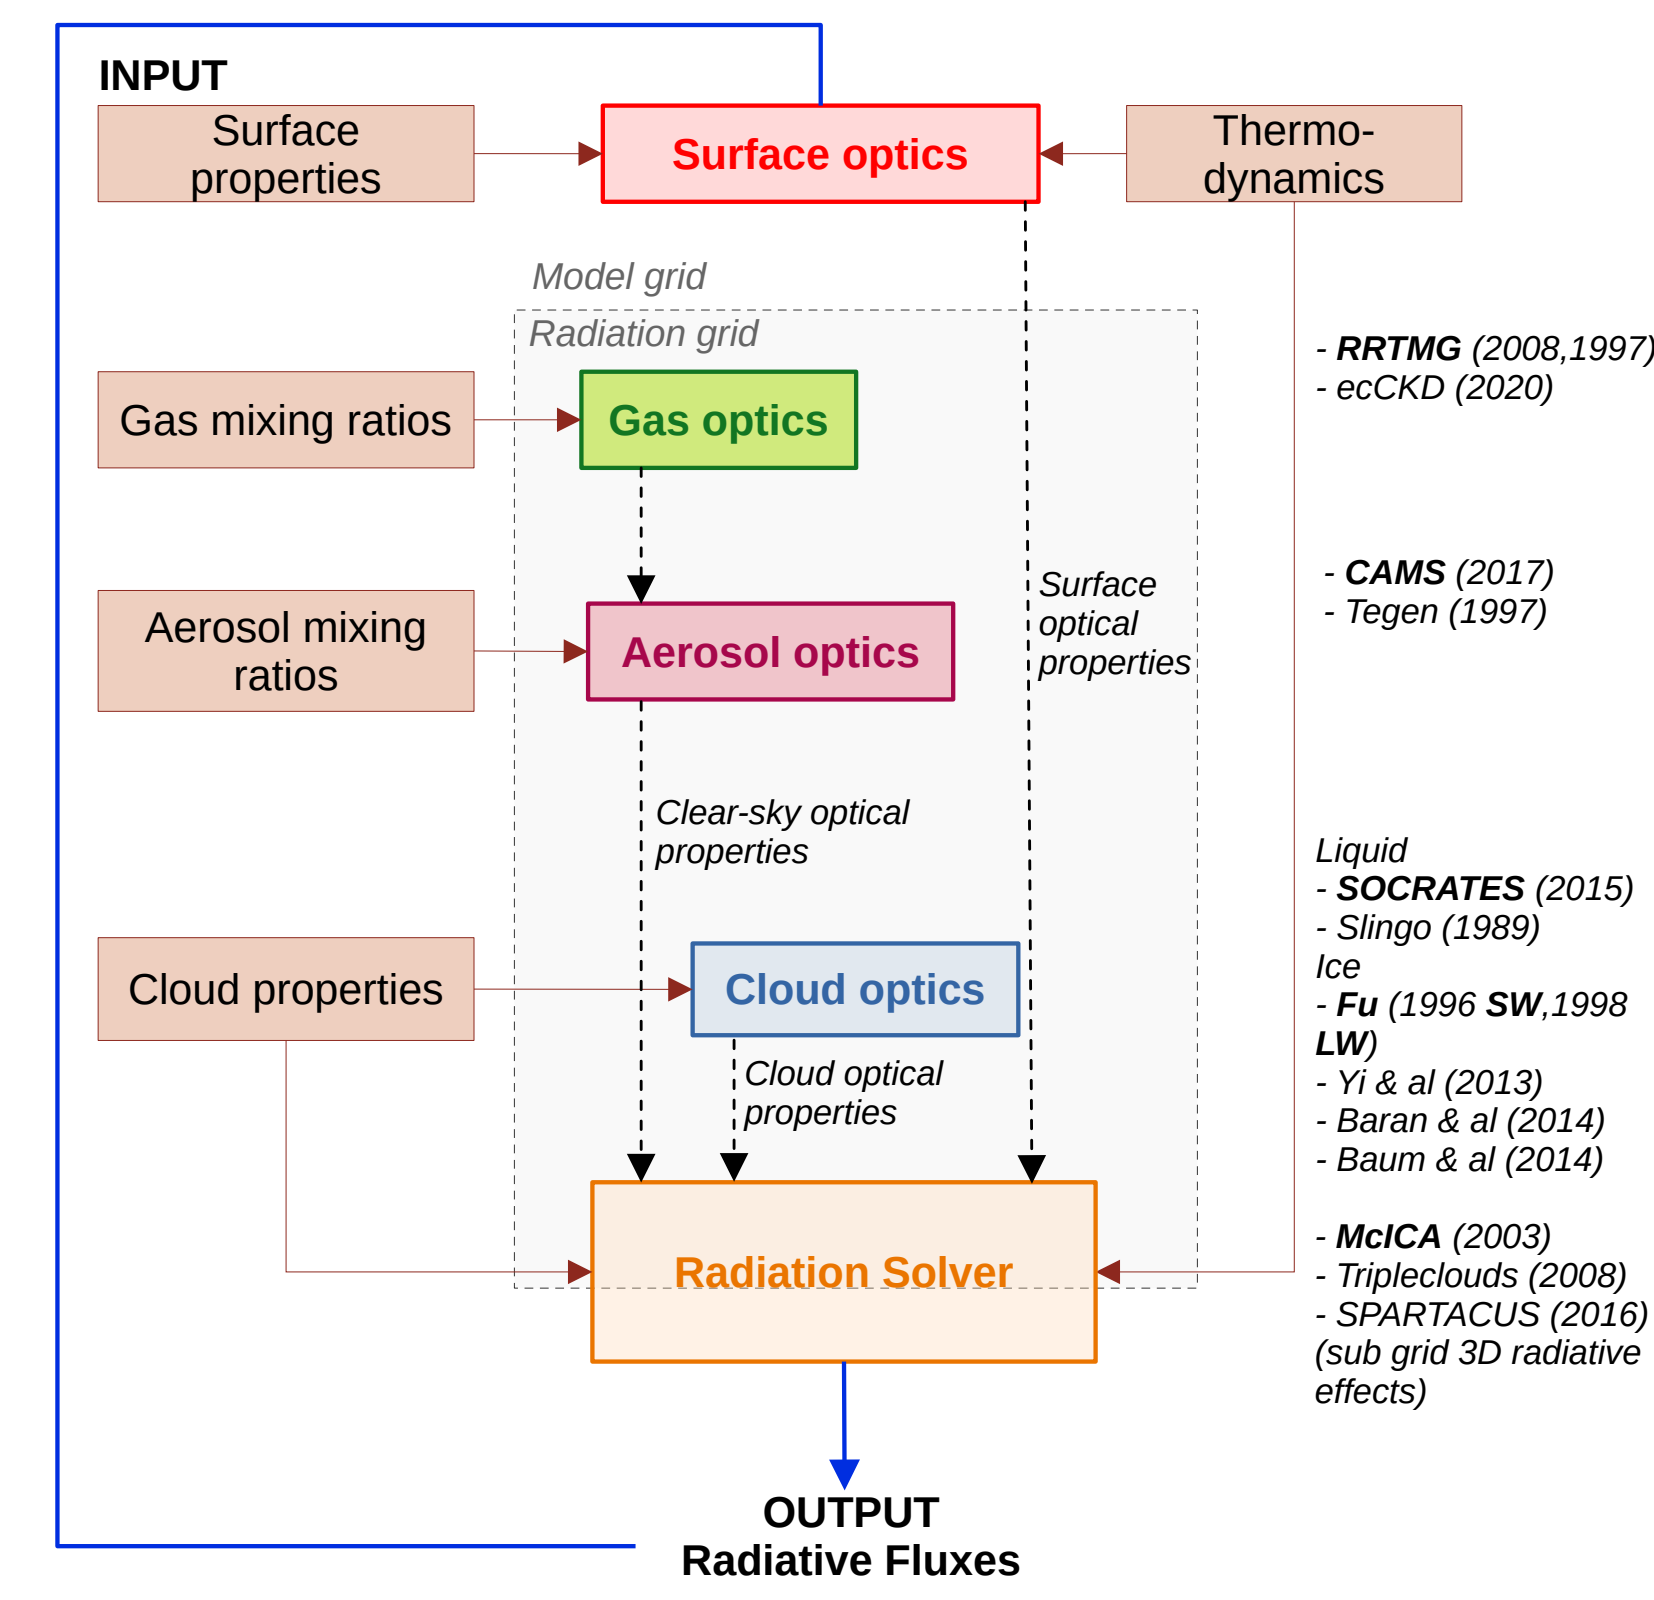 INPUT
Surface
properties
Surface optics
Thermo-
dynamics
Model grid
Radiation grid
- RRTMG (2008,1997)
- ecCKD (2020)
Gas mixing ratios
Gas optics
Surface
optical
properties
- CAMS (2017)
- Tegen (1997)
Aerosol mixing
ratios
Aerosol optics
Clear-sky optical
properties
Liquid
- SOCRATES (2015)
- Slingo (1989)
Ice
- Fu (1996 SW,1998
LW)
- Yi & al (2013)
- Baran & al (2014)
- Baum & al (2014)
Cloud properties
Cloud optics
Cloud optical
properties
- McICA (2003)
- Tripleclouds (2008)
- SPARTACUS (2016)
(sub grid 3D radiative
effects)
Radiation Solver
OUTPUT
Radiative Fluxes